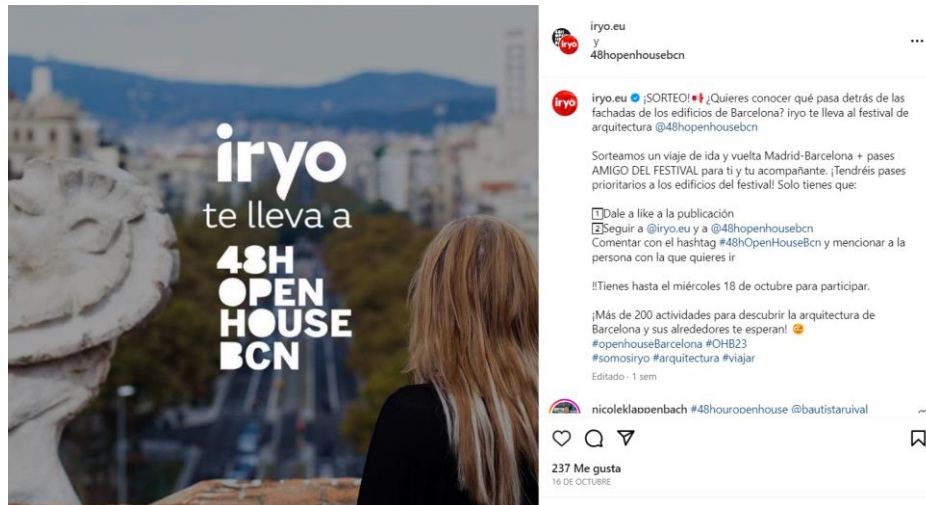 iryo
te lleva a
48H
OPEN
HOUSE
BCN
iryo
iryo.eu
y
48hopenhousebcn
iryo
iryo.eu ¡SORTEO! ¿Quieres conocer qué pasa detrás de las
fachadas de los edificios de Barcelona? iryo te lleva al festival de
arquitectura @48hopenhousebcn
Sorteamos un viaje de ida y vuelta Madrid-Barcelona + pases
AMIGO DEL FESTIVAL para ti y tu acompañante. ¡Tendréis pases
prioritarios a los edificios del festival! Solo tienes que:
1️⃣Dale a like a la publicación
2️⃣Seguir a @iryo.eu y a @48hopenhousebcn
Comentar con el hashtag #48hOpenHouseBcn y mencionar a la
persona con la que quieres ir
‼Tienes hasta el miércoles 18 de octubre para participar.
¡Más de 200 actividades para descubrir la arquitectura de
Barcelona y sus alrededores te esperan!
#openhouseBarcelona #OHB23
#somosiryo #arquitectura #viajar
Editado · 1 sem
nicoleklappenbach #48houropenhouse @bautistaruival
237 Me gusta
16 DE OCTUBRE